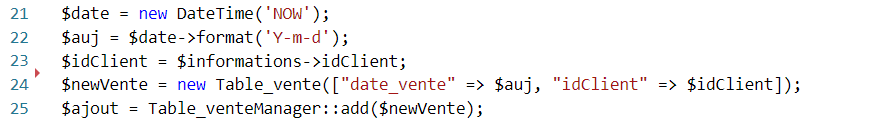 21 $date = new DateTime('NOW');
22 $auj = $date->format('Y-m-d');
23 $idClient = $informations->idClient;
24 $newVente = new Table_vente(["date_vente" => $auj, "idClient" => $idClient]);
25 $ajout = Table_venteManager::add($newVente);